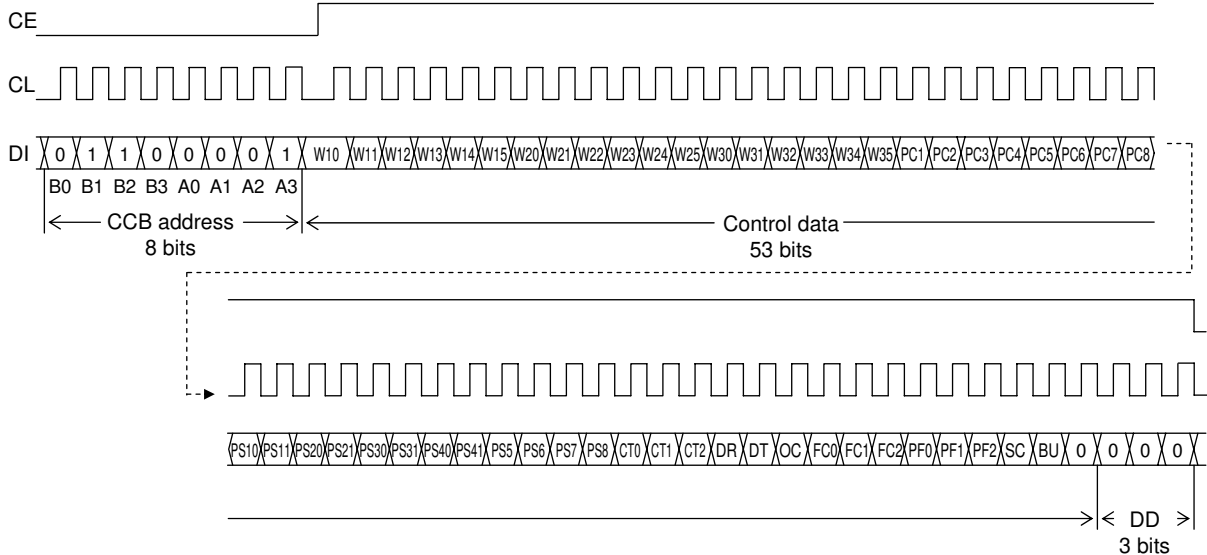 CE
CL
DI 0 1 1 0 0 0 0 1 W10 W11 W12 W13 W14 W15 W20 W21 W22 W23 W24 W25 W30 W31 W32 W33 W34 W35 PC1 PC2 PC3 PC4 PC5 PC6 PC7 PC8
B0 B1 B2 B3 A0 A1 A2 A3
CCB address
8 bits
Control data
53 bits
PS10 PS11 PS20 PS21 PS30 PS31 PS40 PS41 PS5 PS6 PS7 PS8 CT0 CT1 CT2 DR DT OC FC0 FC1 FC2 PF0 PF1 PF2 SC BU 0 0 0 0
DD
3 bits